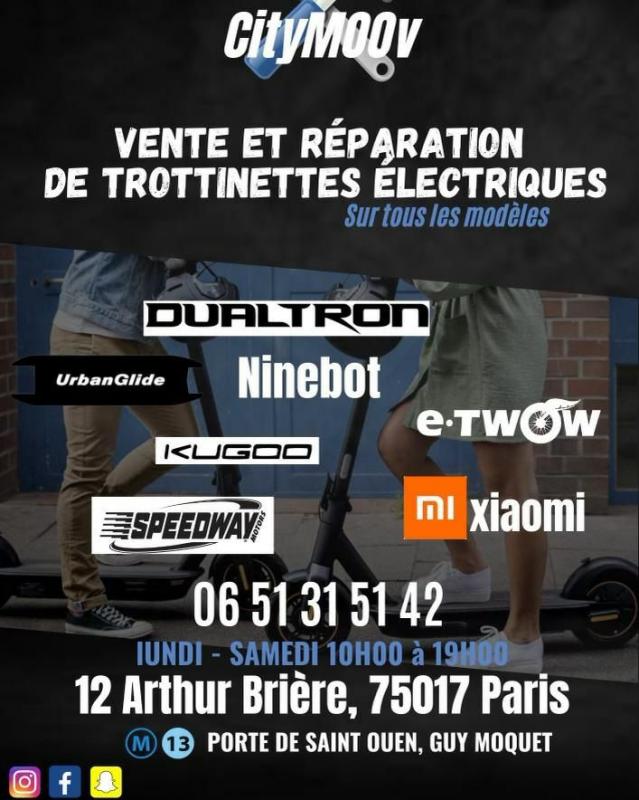 CityMOOv
VENTE ET RÉPARATION
DE TROTTINETTES ÉLECTRIQUES
Sur tous les modèles
DUALTRON
UrbanGlide
Ninebot
e·TWOW
KUGOO
mi xiaomi
SPEEDWAY MOTORS
06 51 31 51 42
lUNDI - SAMEDI 10H00 à 19H00
12 Arthur Brière, 75017 Paris
M 13 PORTE DE SAINT OUEN, GUY MOQUET